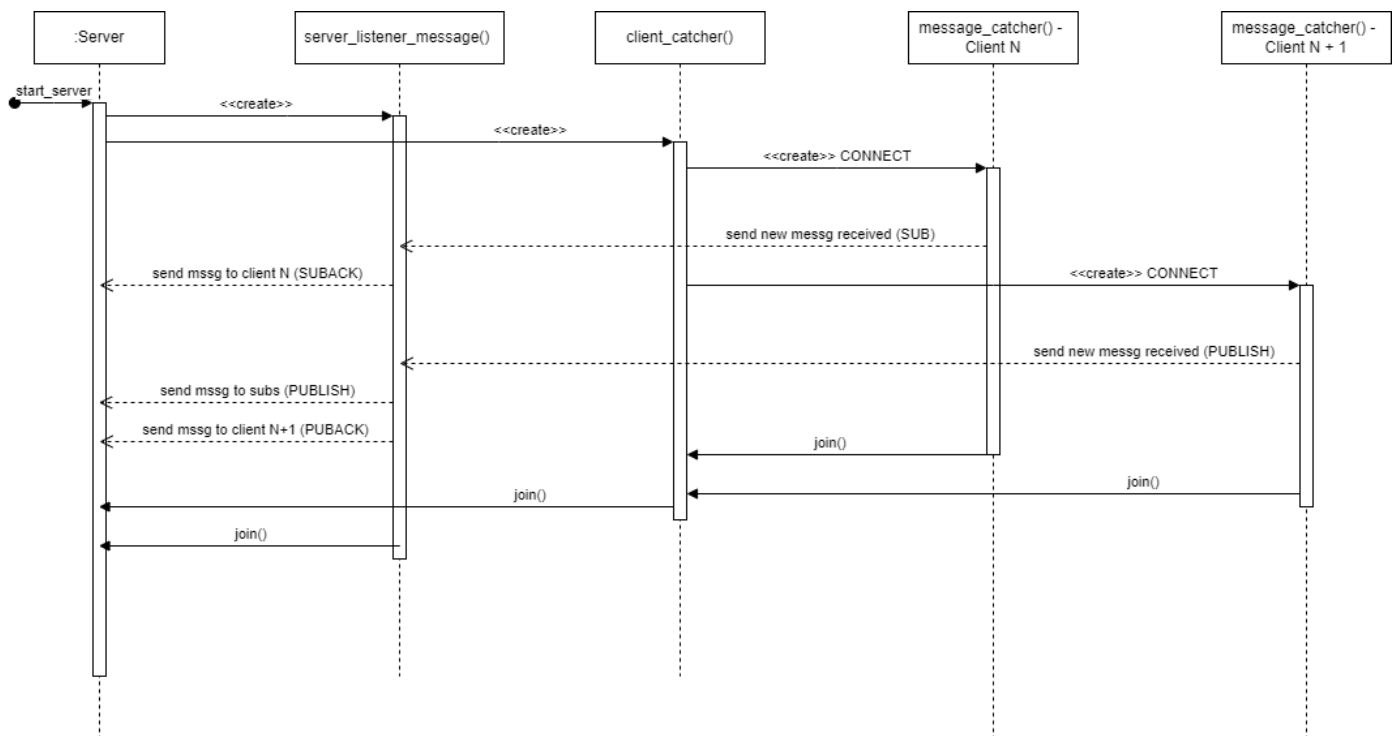 :Server
server_listener_message()
client_catcher()
message_catcher() -
Client N
message_catcher() -
Client N + 1
start_server
<<create>>
<<create>>
<<create>> CONNECT
send new messg received (SUB)
send mssg to client N (SUBACK)
<<create>> CONNECT
send new messg received (PUBLISH)
send mssg to subs (PUBLISH)
send mssg to client N+1 (PUBACK)
join()
join()
join()
join()